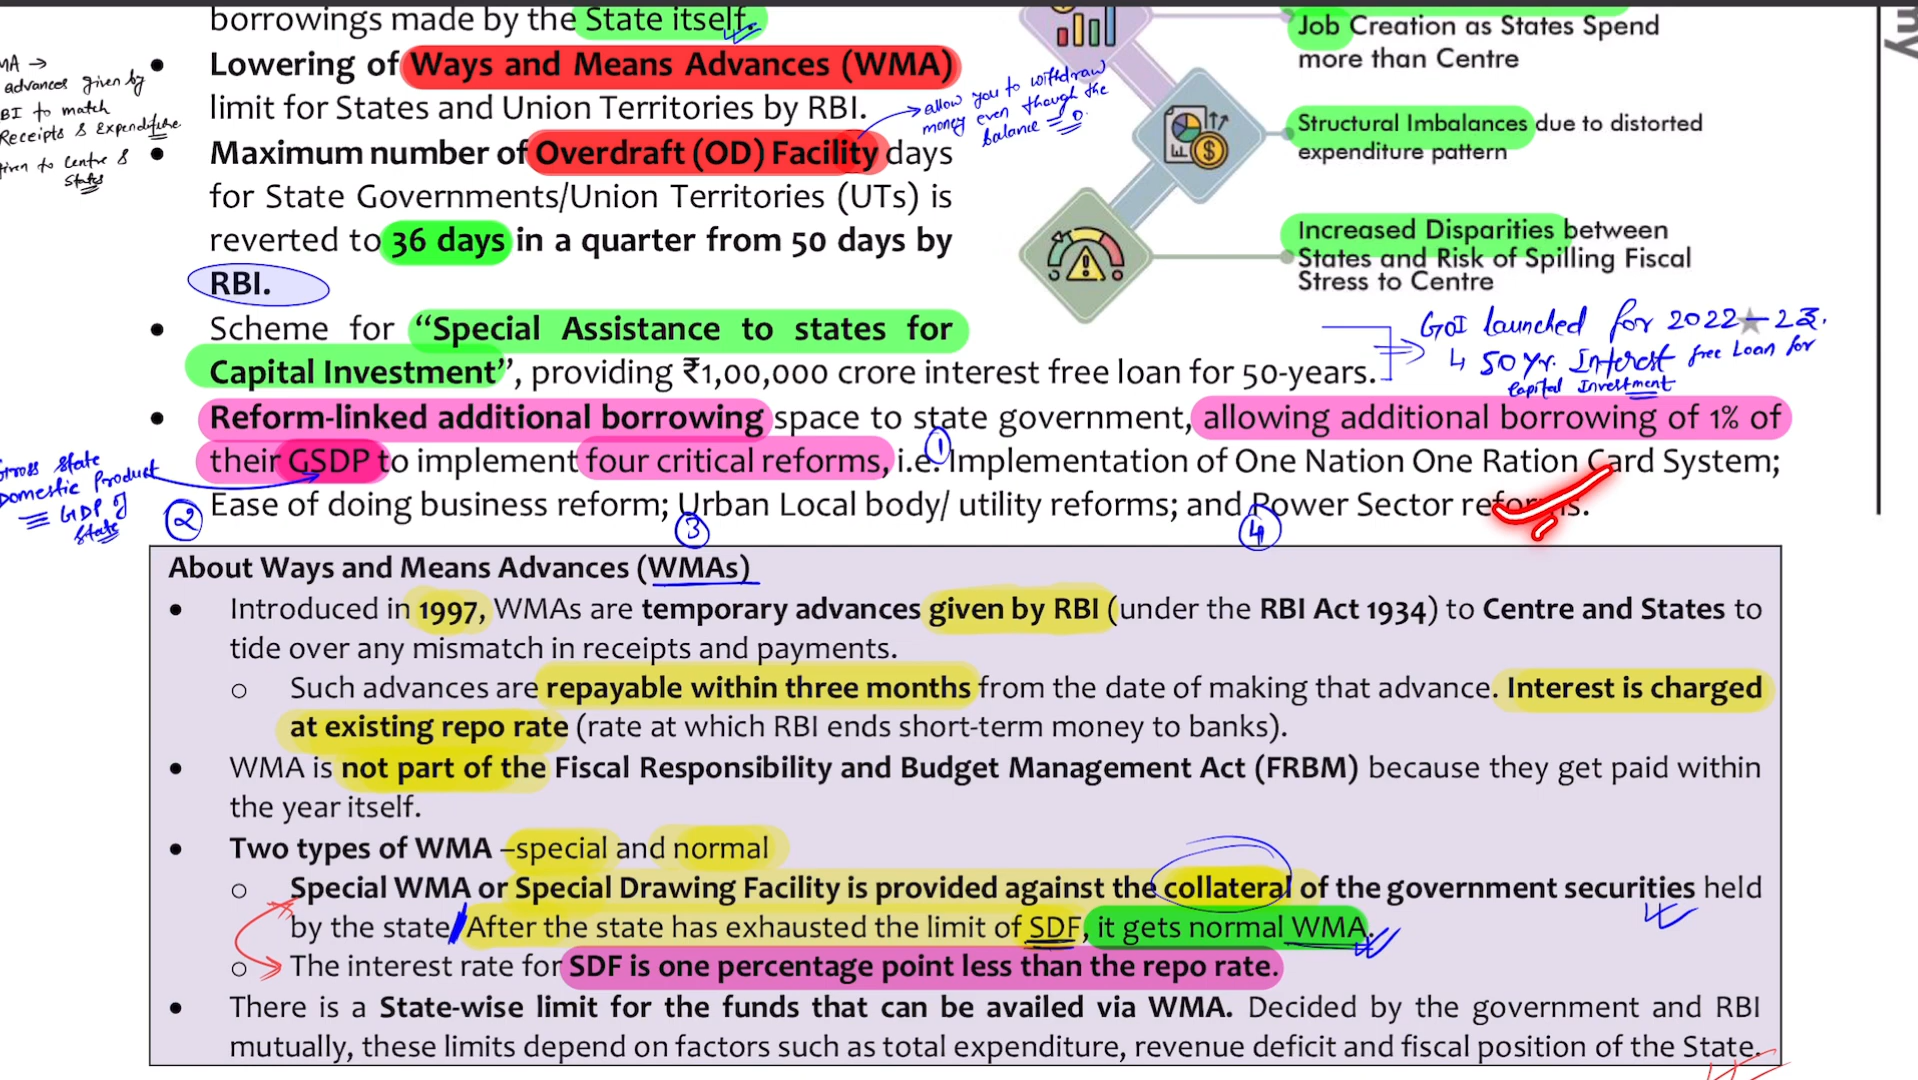 borrowings made by the State itself.
• Lowering of Ways and Means Advances (WMA)
limit for States and Union Territories by RBI.
• Maximum number of Overdraft (OD) Facility days
for State Governments/Union Territories (UTs) is
reverted to 36 days in a quarter from 50 days by
RBI.
MA →
advances given by
BI to match
Receipts & Expenditure
given to Centre &
States
allow you to withdraw
money even though the
balance = 0.
Job Creation as States Spend
more than Centre
Structural Imbalances due to distorted
expenditure pattern
Increased Disparities between
States and Risk of Spilling Fiscal
Stress to Centre
my
• Scheme for “Special Assistance to states for
Capital Investment”, providing ₹1,00,000 crore interest free loan for 50-years.
GoI launched for 2022-23.
↳ 50 Yr. Interest free Loan for
Capital Investment
• Reform-linked additional borrowing space to state government, allowing additional borrowing of 1% of
their GSDP to implement four critical reforms, i.e. ① Implementation of One Nation One Ration Card System;
② Ease of doing business reform; Urban Local body/ utility reforms; and Power Sector reforms.
③ ④
Gross State
Domestic Product
= GDP of
State
About Ways and Means Advances (WMAs)
• Introduced in 1997, WMAs are temporary advances given by RBI (under the RBI Act 1934) to Centre and States to
tide over any mismatch in receipts and payments.
o Such advances are repayable within three months from the date of making that advance. Interest is charged
at existing repo rate (rate at which RBI ends short-term money to banks).
• WMA is not part of the Fiscal Responsibility and Budget Management Act (FRBM) because they get paid within
the year itself.
• Two types of WMA –special and normal
o Special WMA or Special Drawing Facility is provided against the collateral of the government securities held
by the state. After the state has exhausted the limit of SDF, it gets normal WMA.
o The interest rate for SDF is one percentage point less than the repo rate.
• There is a State-wise limit for the funds that can be availed via WMA. Decided by the government and RBI
mutually, these limits depend on factors such as total expenditure, revenue deficit and fiscal position of the State.